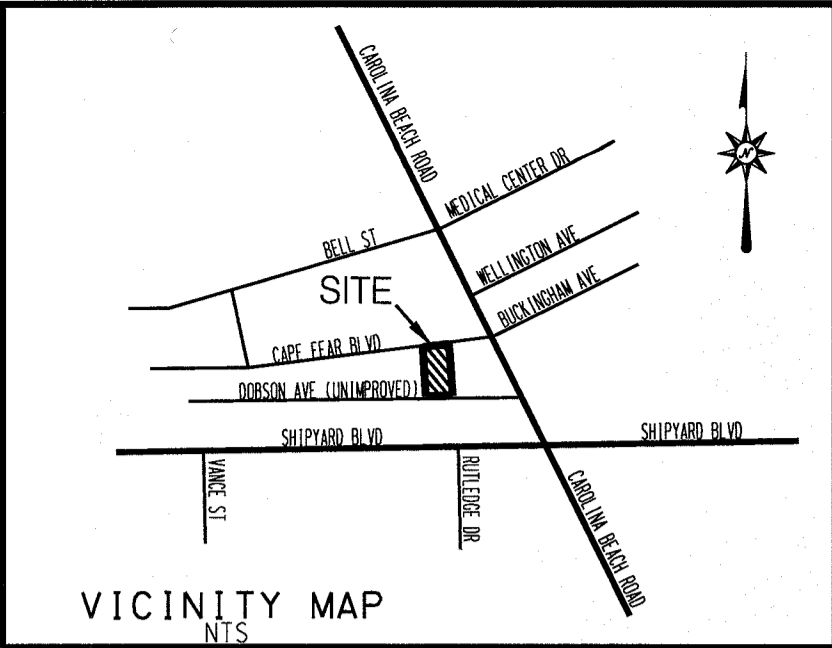 CAROLINA BEACH ROAD
MEDICAL CENTER DR
BELL ST
WELLINGTON AVE
BUCKINGHAM AVE
SITE
CAPE FEAR BLVD
DOBSON AVE (UNIMPROVED)
SHIPYARD BLVD
SHIPYARD BLVD
VANCE ST
RUTLEDGE DR
CAROLINA BEACH ROAD
N
VICINITY MAP
NTS